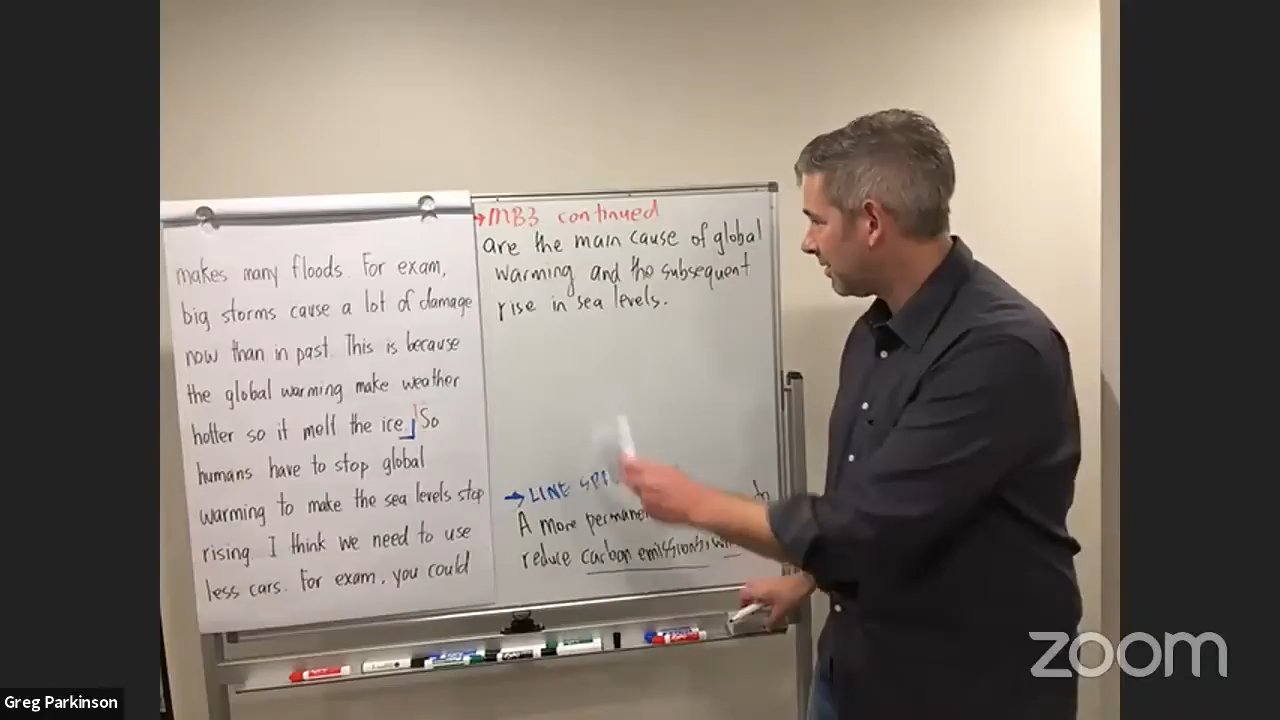 makes many floods. For exam,
big storms cause a lot of damage
now than in past. This is because
the global warming make weather
hotter so it melt the ice. So
humans have to stop global
warming to make the sea levels stop
rising. I think we need to use
less cars. For exam, you could
→MB3 continued
are the main cause of global
warming and the subsequent
rise in sea levels.
→LINE
A more to
reduce carbon emissions,
zoom
Greg Parkinson